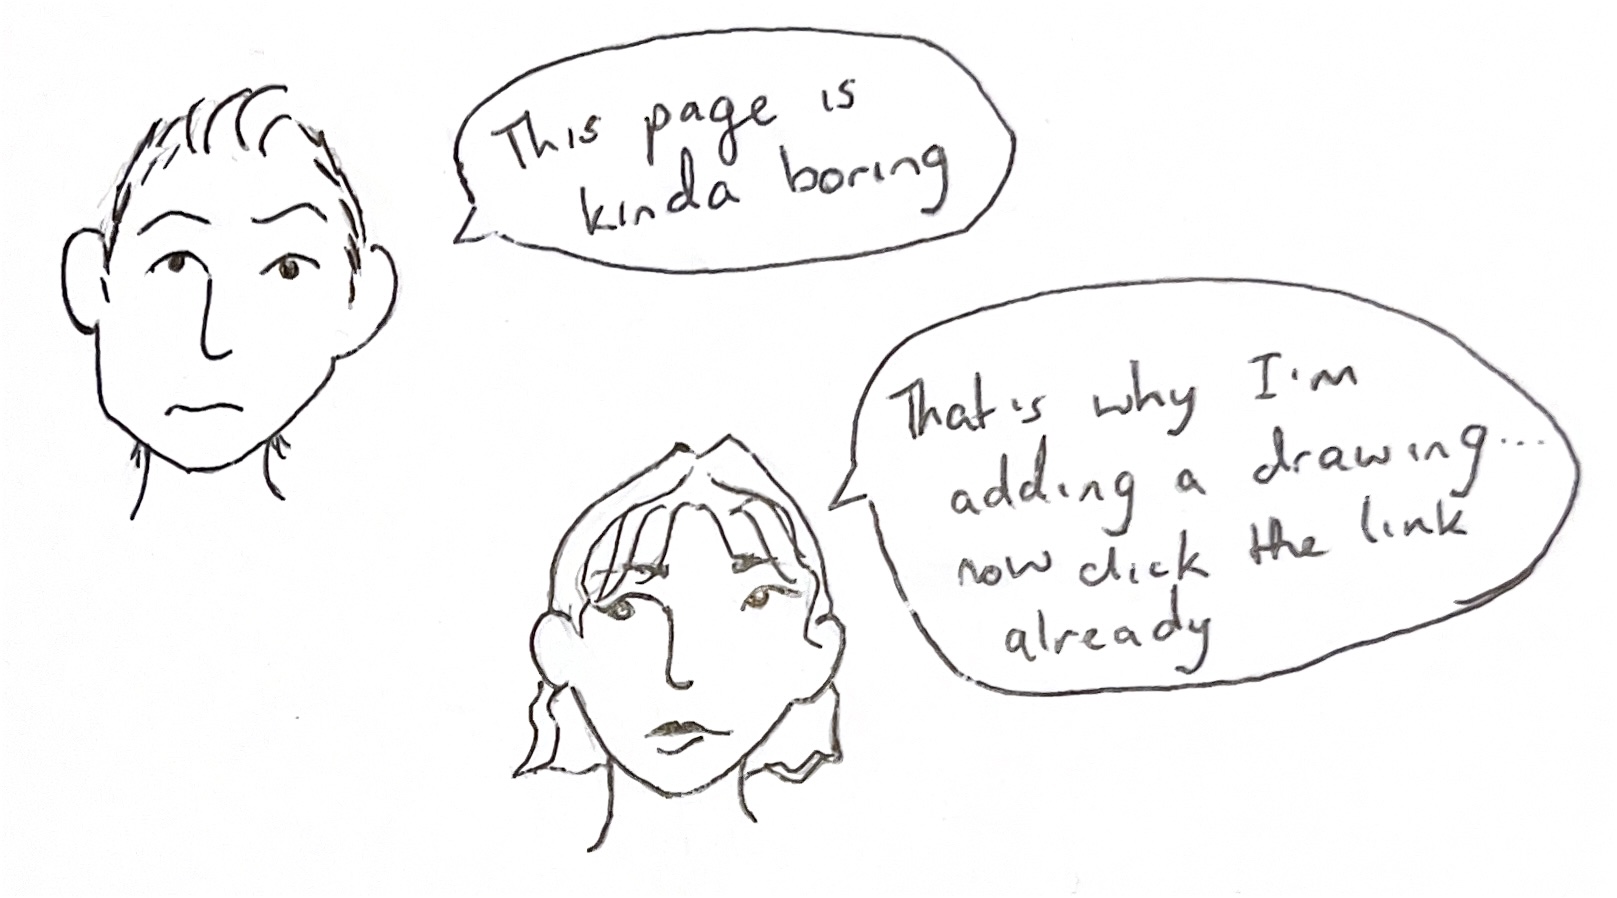 This page is
kinda boring
That's why I'm
adding a drawing...
now click the link
already